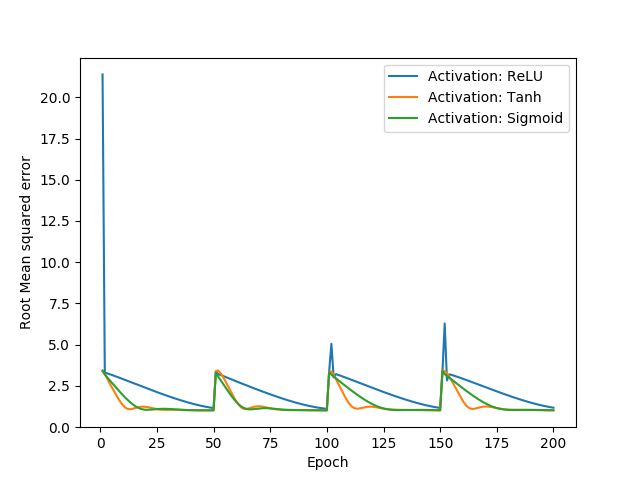 Activation: ReLU
Activation: Tanh
Activation: Sigmoid
Root Mean squared error
20.0
17.5
15.0
12.5
10.0
7.5
5.0
2.5
0.0
0 25 50 75 100 125 150 175 200
Epoch